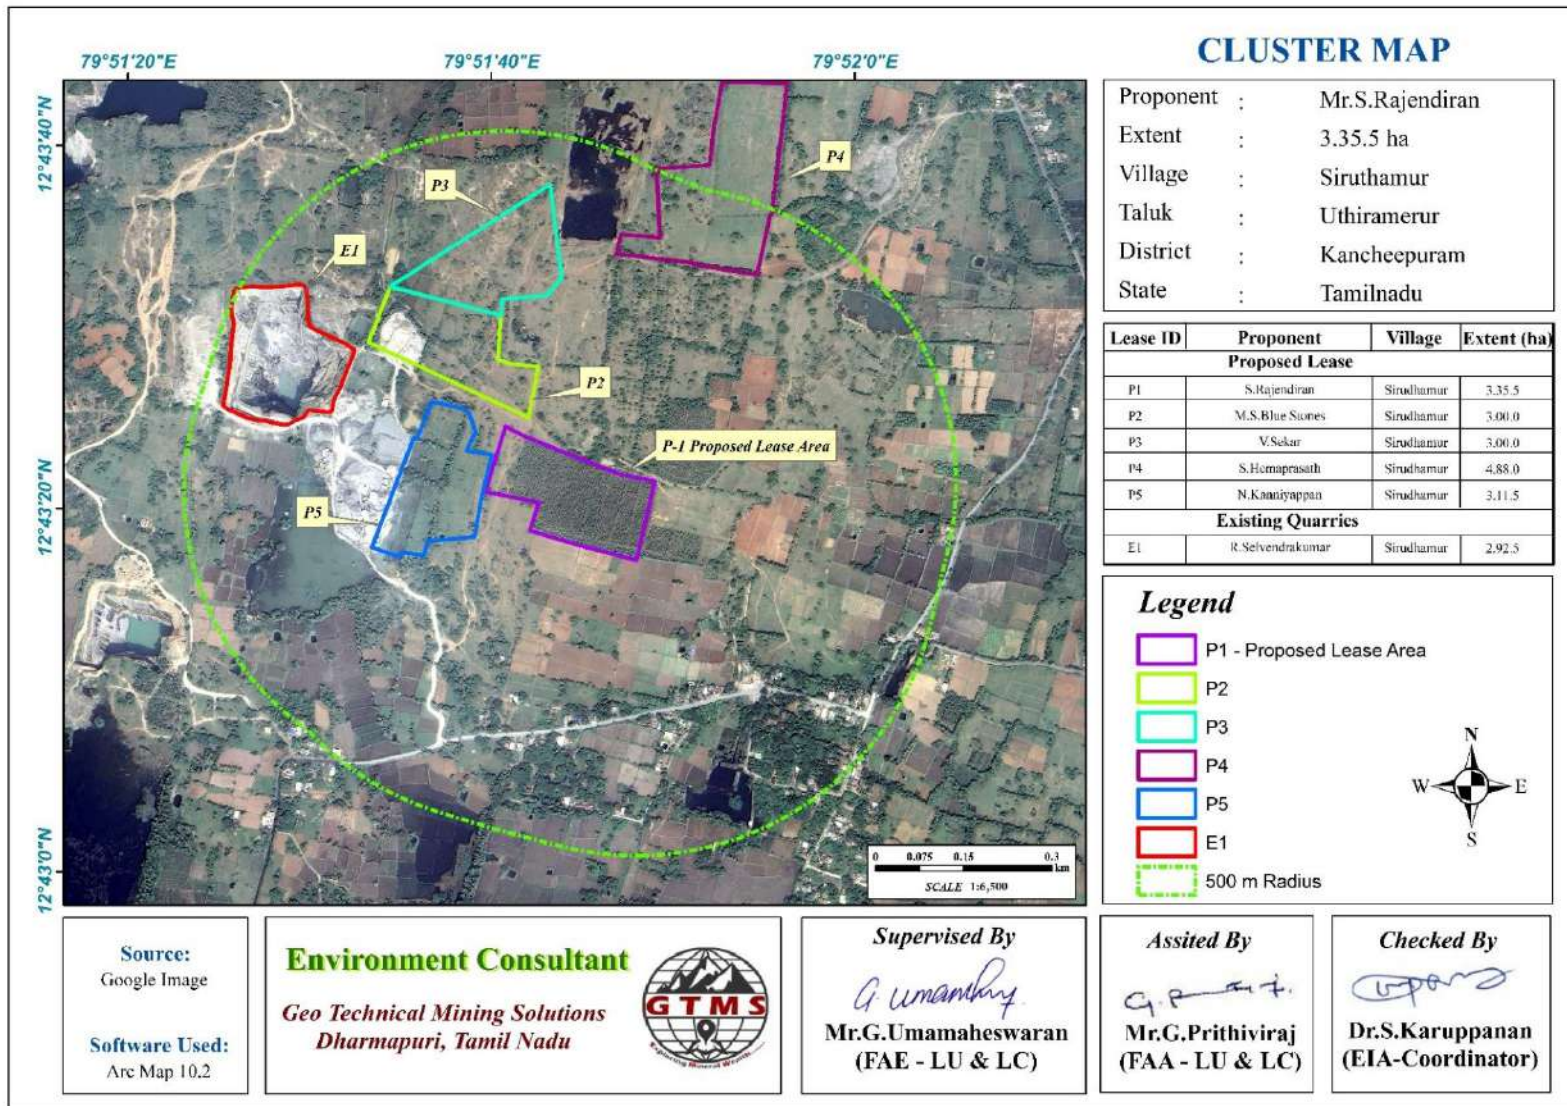 CLUSTER MAP
79°51'20"E
79°51'40"E
79°52'0"E
12°43'40"N
12°43'20"N
12°43'0"N
P4
P3
E1
P2
P-1 Proposed Lease Area
P5
0 0.075 0.15 0.3
km
SCALE 1:6,500
Proponent : Mr.S.Rajendiran
Extent : 3.35.5 ha
Village : Siruthamur
Taluk : Uthiramerur
District : Kancheepuram
State : Tamilnadu
Lease ID Proponent Village Extent (ha)
Proposed Lease
P1 S.Rajendiran Sirudhamur 3.35.5
P2 M.S.Blue Stones Sirudhamur 3.00.0
P3 V.Sekar Sirudhamur 3.00.0
P4 S.Hemaprasath Sirudhamur 4.88.0
P5 N.Kanniyappan Sirudhamur 3.11.5
Existing Quarries
E1 R.Selvendrakumar Sirudhamur 2.92.5
Legend
P1 - Proposed Lease Area
P2
P3
P4
P5
E1
500 m Radius
N
W E
S
Source:
Google Image
Software Used:
Arc Map 10.2
Environment Consultant
Geo Technical Mining Solutions
Dharmapuri, Tamil Nadu
GTMS
Exploring Mineral Wealth
Supervised By
G. Umamhy
Mr.G.Umamaheswaran
(FAE - LU & LC)
Assited By
Mr.G.Prithiviraj
(FAA - LU & LC)
Checked By
Dr.S.Karuppanan
(EIA-Coordinator)